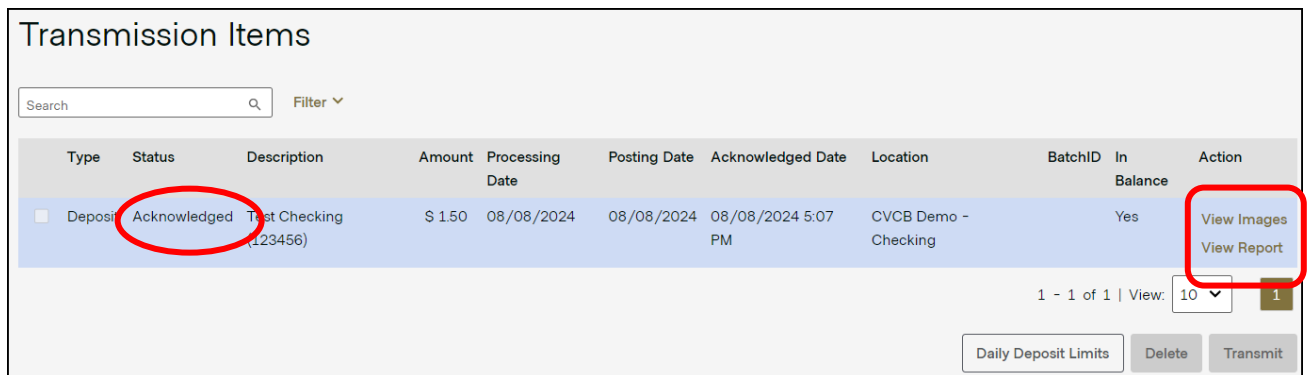 Transmission Items
Search Filter
Type Status Description Amount Processing Date Posting Date Acknowledged Date Location BatchID In Balance Action
Deposit Acknowledged Test Checking (123456) $ 1.50 08/08/2024 08/08/2024 08/08/2024 5:07 PM CVCB Demo - Checking Yes View Images
View Report
1 - 1 of 1 | View: 10 1
Daily Deposit Limits Delete Transmit